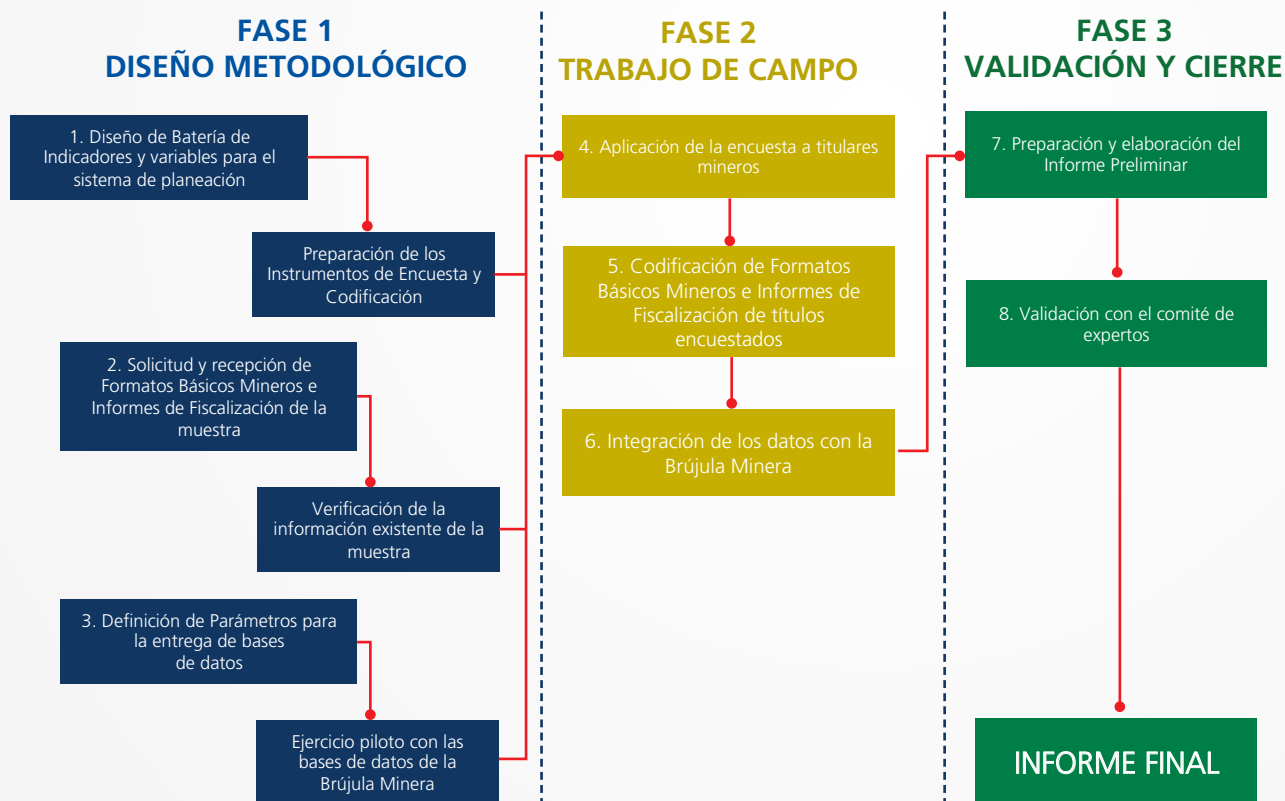 FASE 1
DISEÑO METODOLÓGICO
1. Diseño de Batería de
Indicadores y variables para el
sistema de planeación
Preparación de los
Instrumentos de Encuesta y
Codificación
2. Solicitud y recepción de
Formatos Básicos Mineros e
Informes de Fiscalización de la
muestra
Verificación de la
información existente de la
muestra
3. Definición de Parámetros para
la entrega de bases
de datos
Ejercicio piloto con las
bases de datos de la
Brújula Minera
FASE 2
TRABAJO DE CAMPO
4. Aplicación de la encuesta a titulares
mineros
5. Codificación de Formatos
Básicos Mineros e Informes de
Fiscalización de títulos
encuestados
6. Integración de los datos con la
Brújula Minera
FASE 3
VALIDACIÓN Y CIERRE
7. Preparación y elaboración del
Informe Preliminar
8. Validación con el comité de
expertos
INFORME FINAL